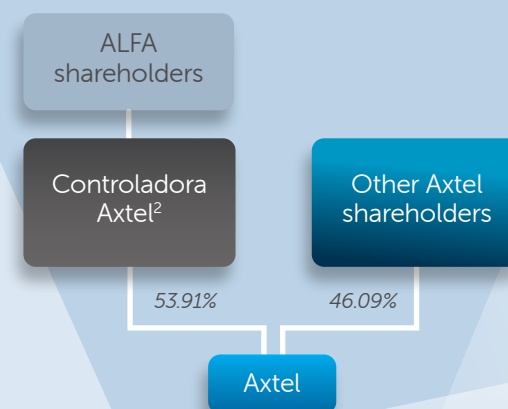 ALFA
shareholders
Controladora
Axtel²
Other Axtel
shareholders
53.91%
46.09%
Axtel